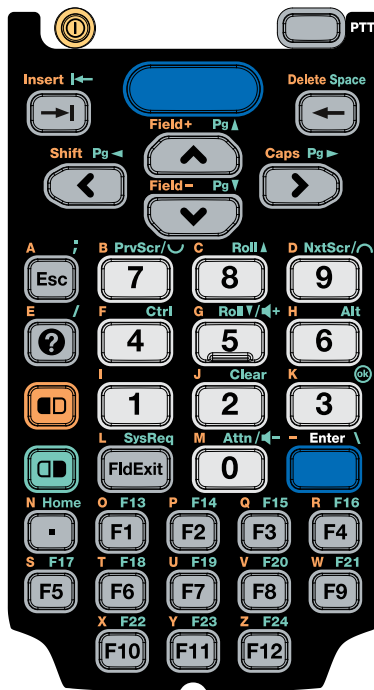 PTT
Insert Delete Space
Field+ Pg▲
Shift Pg◄ Caps Pg►
Field- Pg▼
A ; B PrvScr/ C Roll▲ D NxtScr/
Esc 7 8 9
E / F Ctrl G Roll▼/+ H Alt
? 4 5 6
I J Clear K ok
1 2 3
L SysReq M Attn/- - Enter \
FldExit 0
N Home O F13 P F14 Q F15 R F16
. F1 F2 F3 F4
S F17 T F18 U F19 V F20 W F21
F5 F6 F7 F8 F9
X F22 Y F23 Z F24
F10 F11 F12